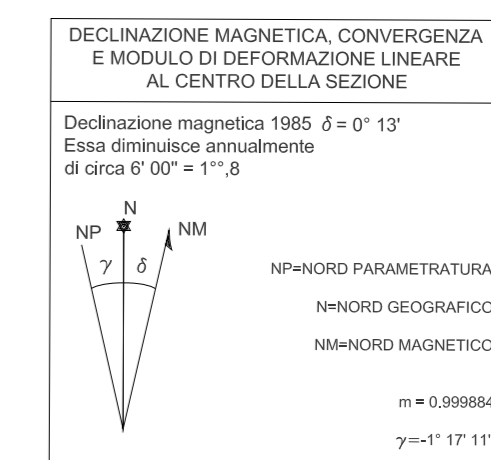 DECLINAZIONE MAGNETICA, CONVERGENZA
E MODULO DI DEFORMAZIONE LINEARE
AL CENTRO DELLA SEZIONE
Declinazione magnetica 1985 δ = 0° 13'
Essa diminuisce annualmente
di circa 6' 00" = 1°°,8
N
NP NM
γ δ
NP=NORD PARAMETRATURA
N=NORD GEOGRAFICO
NM=NORD MAGNETICO
m = 0.999884
γ=-1° 17' 11'